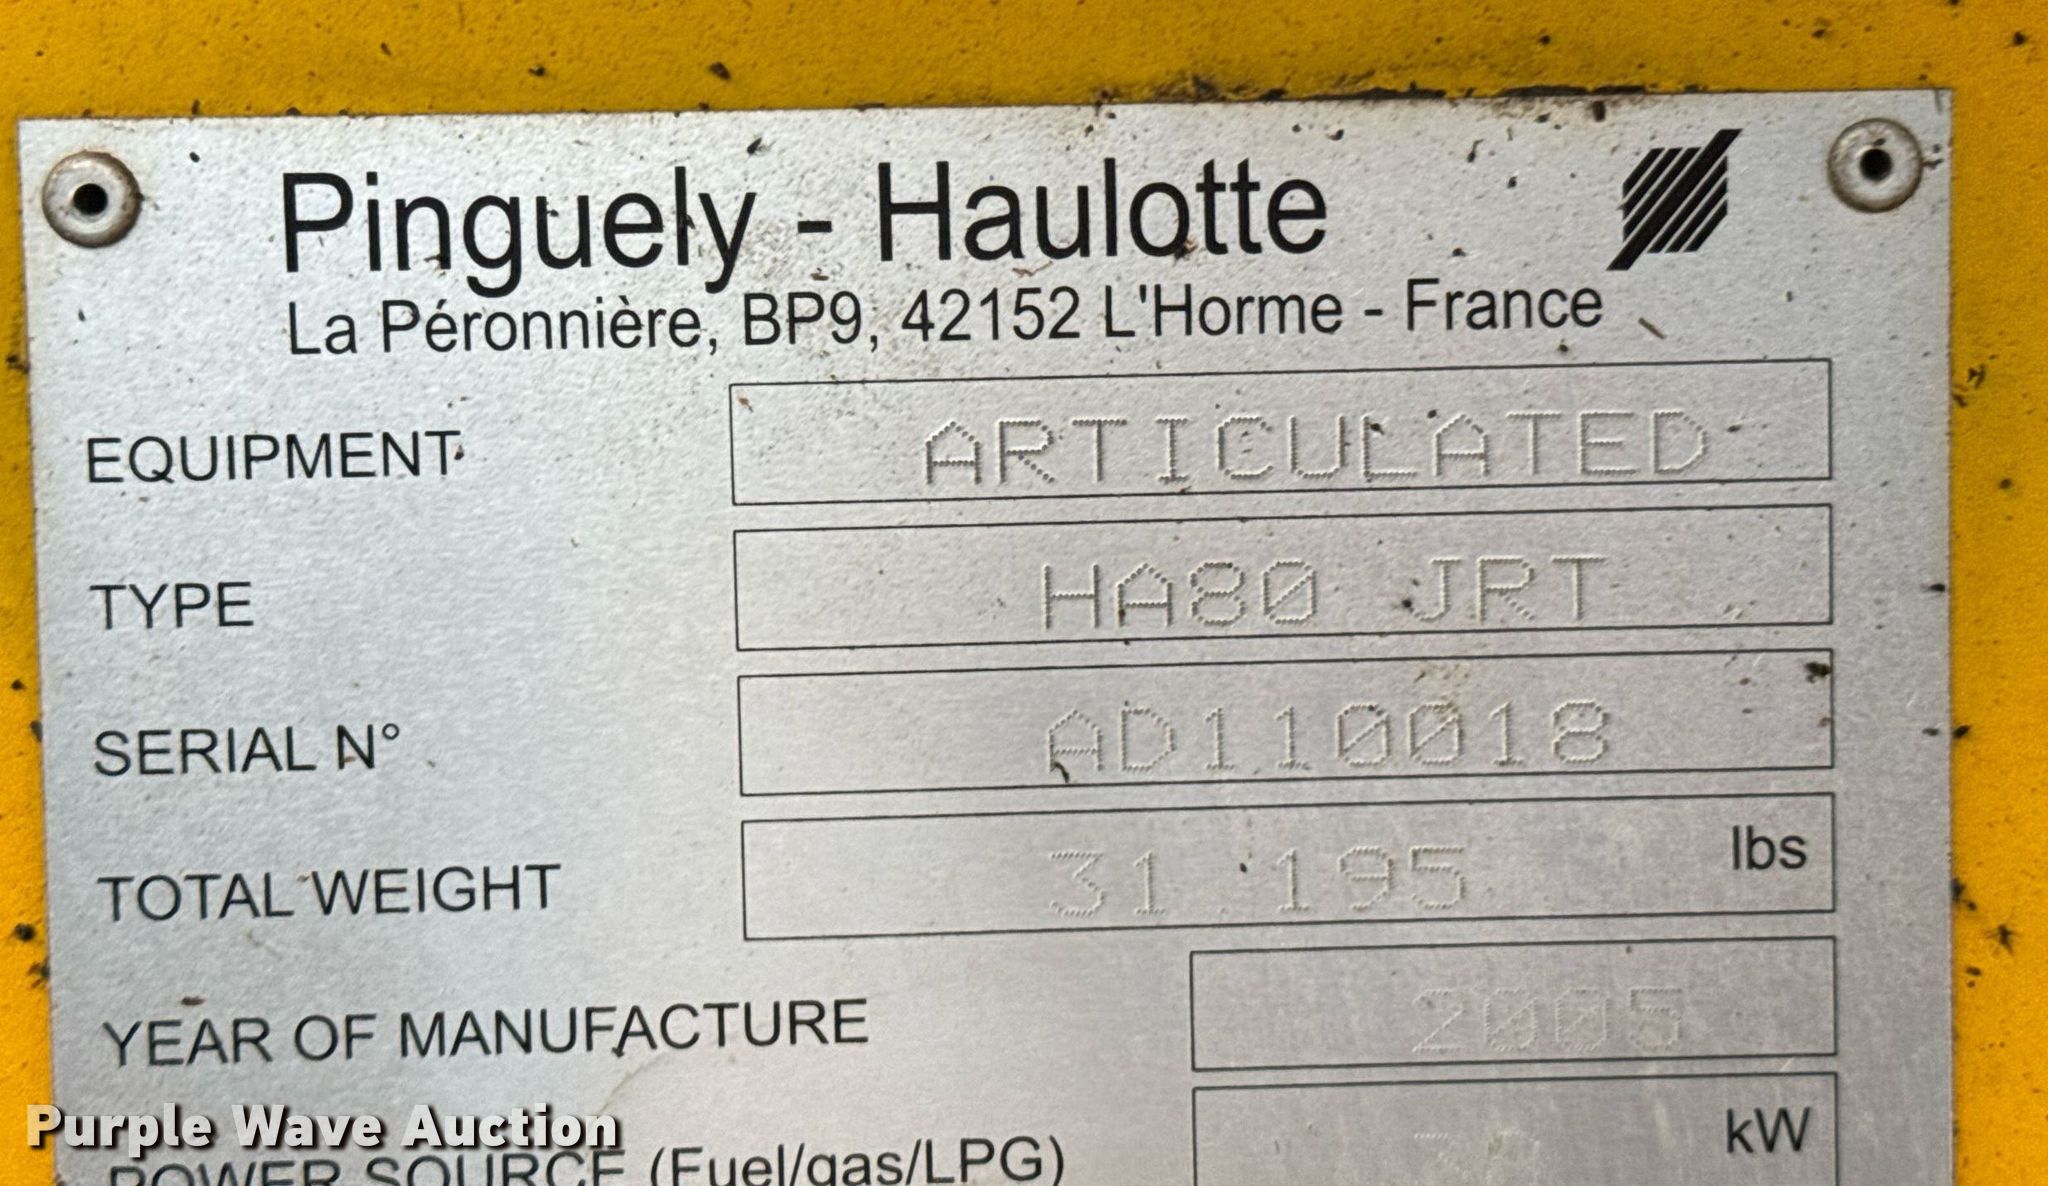 Pinguely - Haulotte
La Péronnière, BP9, 42152 L'Horme - France
EQUIPMENT ARTICULATED
TYPE HA80 JRT
SERIAL N° AD110018
TOTAL WEIGHT 31.195 lbs
YEAR OF MANUFACTURE 2005
Purple Wave Auction
POWER SOURCE (Fuel/gas/LPG) kW